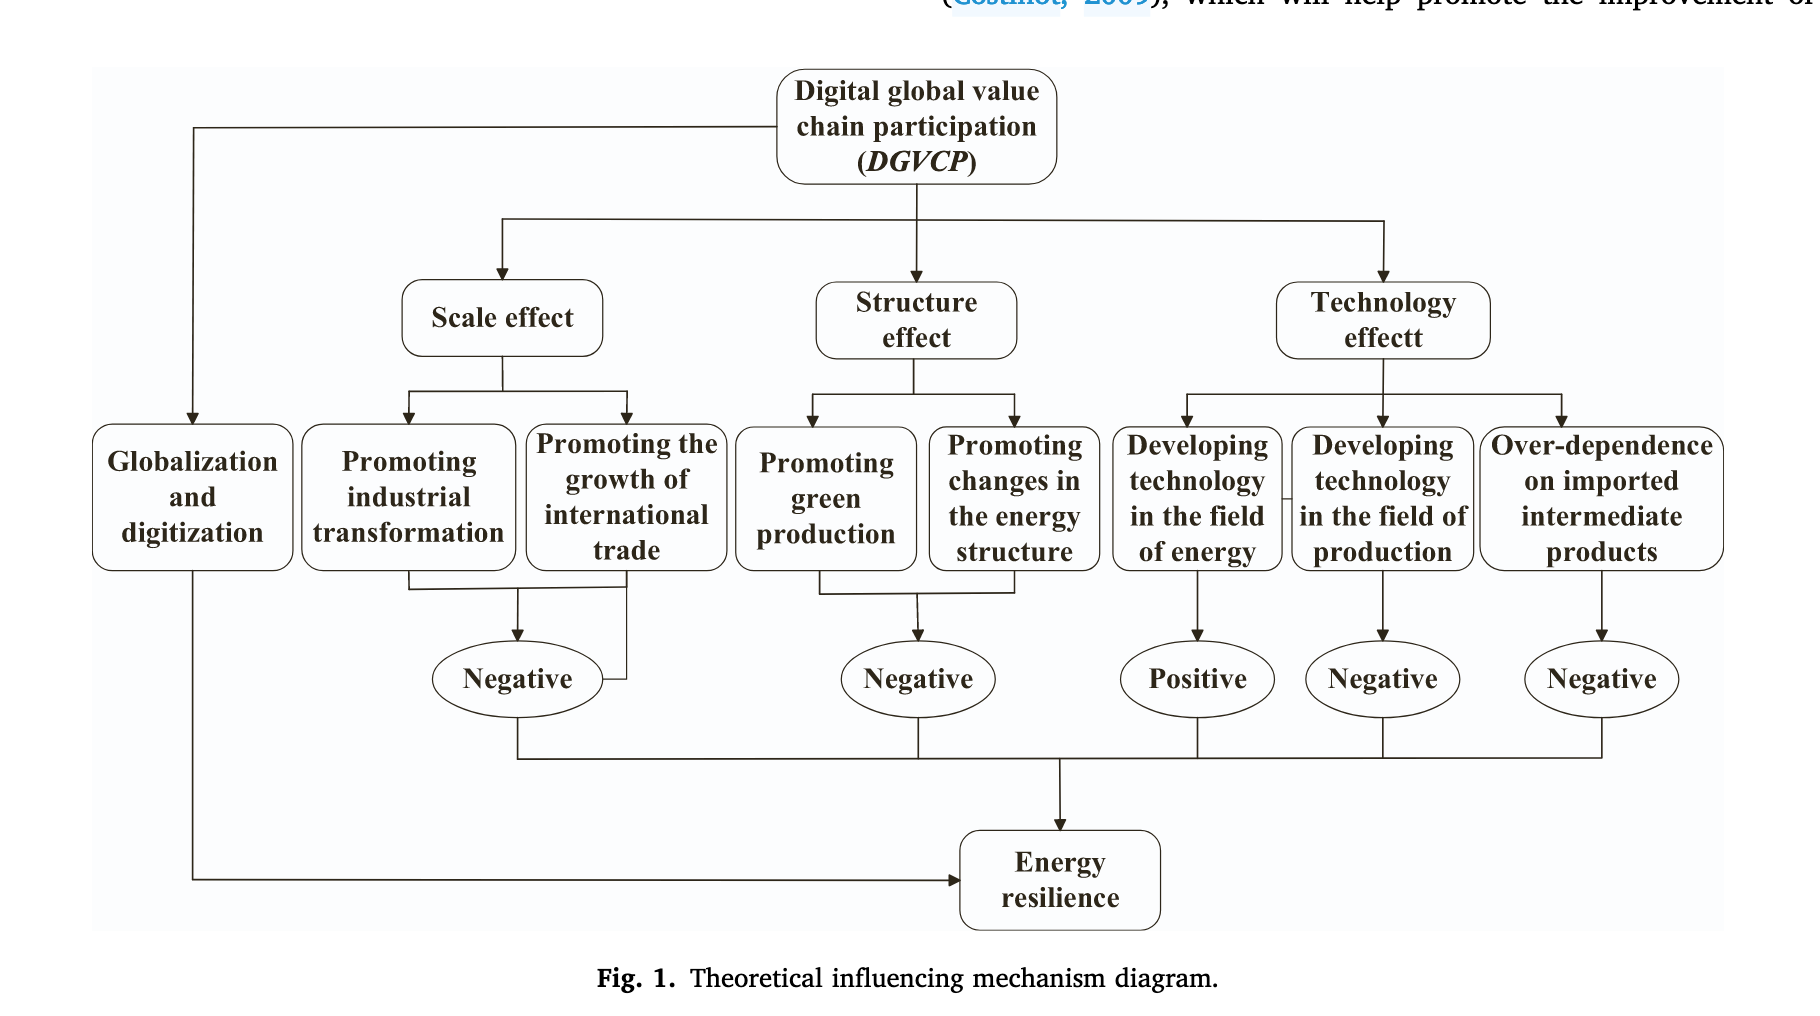 (Costinot, 2009), which will help promote the improvement of
Digital global value
chain participation
(DGVCP)
Scale effect
Structure
effect
Technology
effectt
Globalization
and
digitization
Promoting
industrial
transformation
Promoting the
growth of
international
trade
Promoting
green
production
Promoting
changes in
the energy
structure
Developing
technology
in the field
of energy
Developing
technology
in the field of
production
Over-dependence
on imported
intermediate
products
Negative
Negative
Positive
Negative
Negative
Energy
resilience
Fig. 1. Theoretical influencing mechanism diagram.